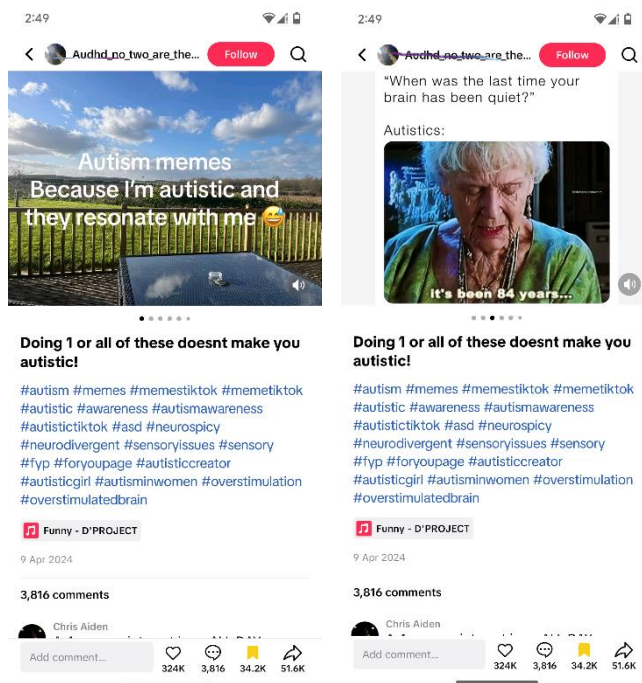 2:49
Audhd_no_two_are_the...
Follow
Autism memes
Because I'm autistic and
they resonate with me 😅
Doing 1 or all of these doesnt make you
autistic!
#autism #memes #memestiktok #memetiktok
#autistic #awareness #autismawareness
#autistictiktok #asd #neurospicy
#neurodivergent #sensoryissues #sensory
#fyp #foryoupage #autisticcreator
#autisticgirl #autisminwomen #overstimulation
#overstimulatedbrain
Funny - D'PROJECT
9 Apr 2024
3,816 comments
Chris Aiden
Add comment...
324K
3,816
34.2K
51.6K
2:49
Audhd_no_two_are_the...
Follow
"When was the last time your
brain has been quiet?"
Autistics:
it's been 84 years...
Doing 1 or all of these doesnt make you
autistic!
#autism #memes #memestiktok #memetiktok
#autistic #awareness #autismawareness
#autistictiktok #asd #neurospicy
#neurodivergent #sensoryissues #sensory
#fyp #foryoupage #autisticcreator
#autisticgirl #autisminwomen #overstimulation
#overstimulatedbrain
Funny - D'PROJECT
9 Apr 2024
3,816 comments
Chris Aiden
Add comment...
324K
3,816
34.2K
51.6K